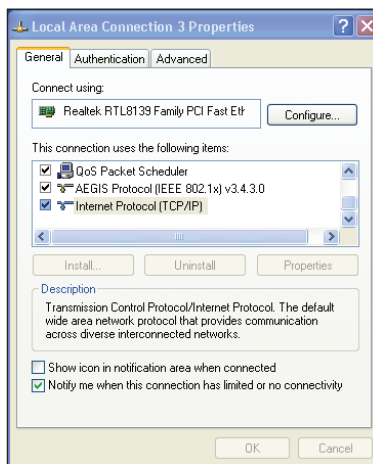 Local Area Connection 3 Properties
General Authentication Advanced
Connect using:
Realtek RTL8139 Family PCI Fast Eth
Configure...
This connection uses the following items:
QoS Packet Scheduler
AEGIS Protocol (IEEE 802.1x) v3.4.3.0
Internet Protocol (TCP/IP)
Install... Uninstall Properties
Description
Transmission Control Protocol/Internet Protocol. The default
wide area network protocol that provides communication
across diverse interconnected networks.
Show icon in notification area when connected
Notify me when this connection has limited or no connectivity
OK Cancel